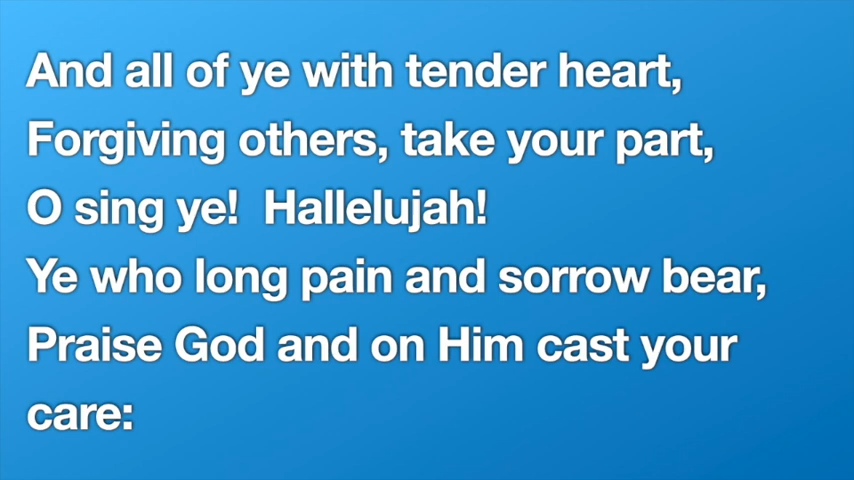 And all of ye with tender heart,
Forgiving others, take your part,
O sing ye!  Hallelujah!
Ye who long pain and sorrow bear,
Praise God and on Him cast your
care: